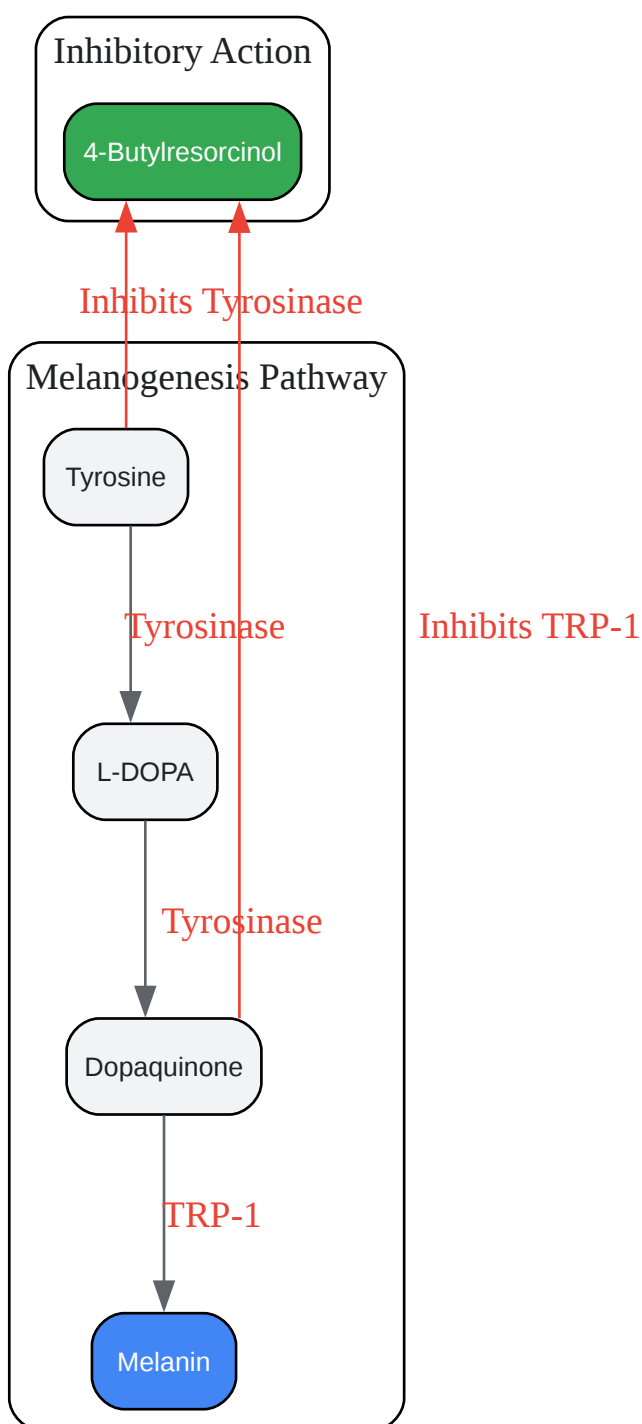 Inhibitory Action
4-Butylresorcinol
Inhibits Tyrosinase
Melanogenesis Pathway
Tyrosine
Tyrosinase
Inhibits TRP-1
L-DOPA
Tyrosinase
Dopaquinone
TRP-1
Melanin